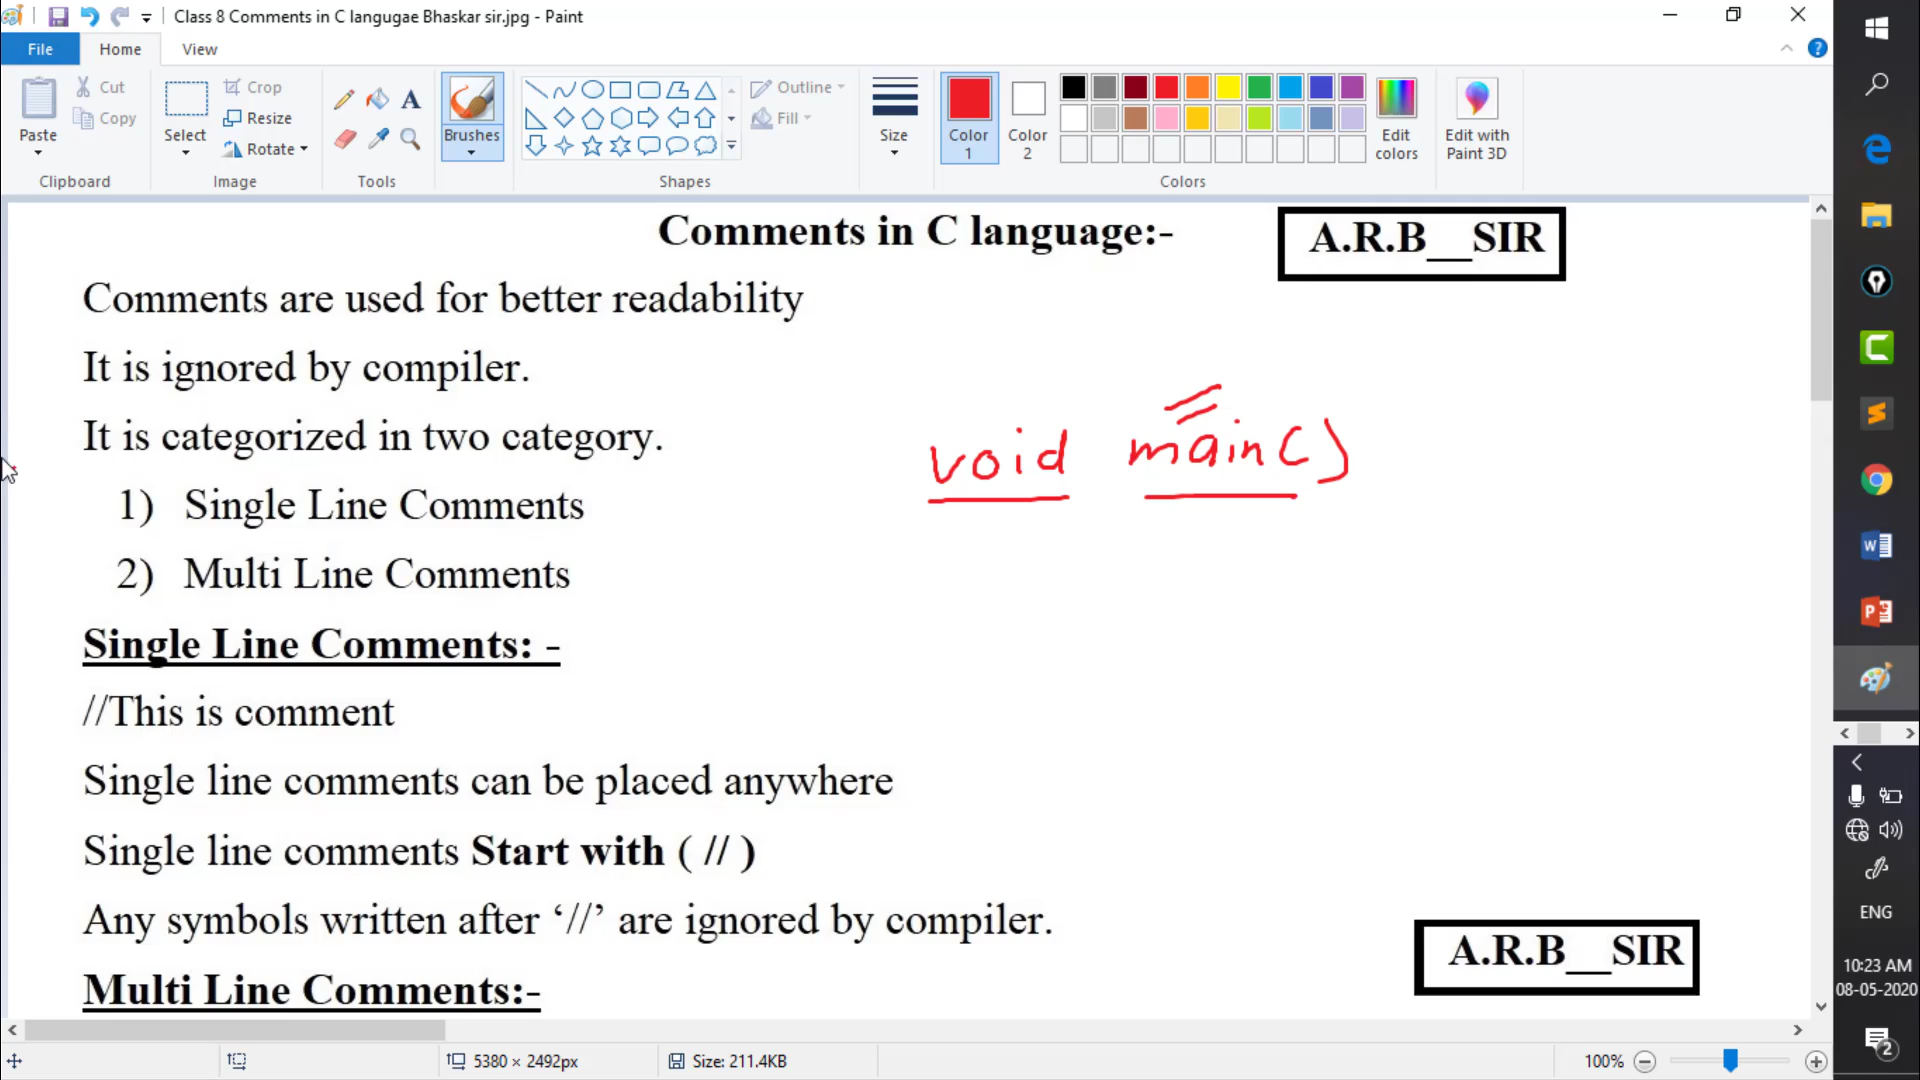 Class 8 Comments in C langugae Bhaskar sir.jpg - Paint
File Home View
Paste
Cut
Copy
Clipboard
Select
Crop
Resize
Rotate
Image
A
Tools
Brushes
Shapes
Outline
Fill
Size
Color 1
Color 2
Edit colors
Edit with Paint 3D
Colors
Comments in C language:-
A.R.B__SIR
Comments are used for better readability
It is ignored by compiler.
It is categorized in two category.
void main()
1) Single Line Comments
2) Multi Line Comments
Single Line Comments: -
//This is comment
Single line comments can be placed anywhere
Single line comments Start with ( // )
Any symbols written after ‘//’ are ignored by compiler.
A.R.B__SIR
Multi Line Comments:-
5380 × 2492px
Size: 211.4KB
100%
ENG
10:23 AM
08-05-2020
2